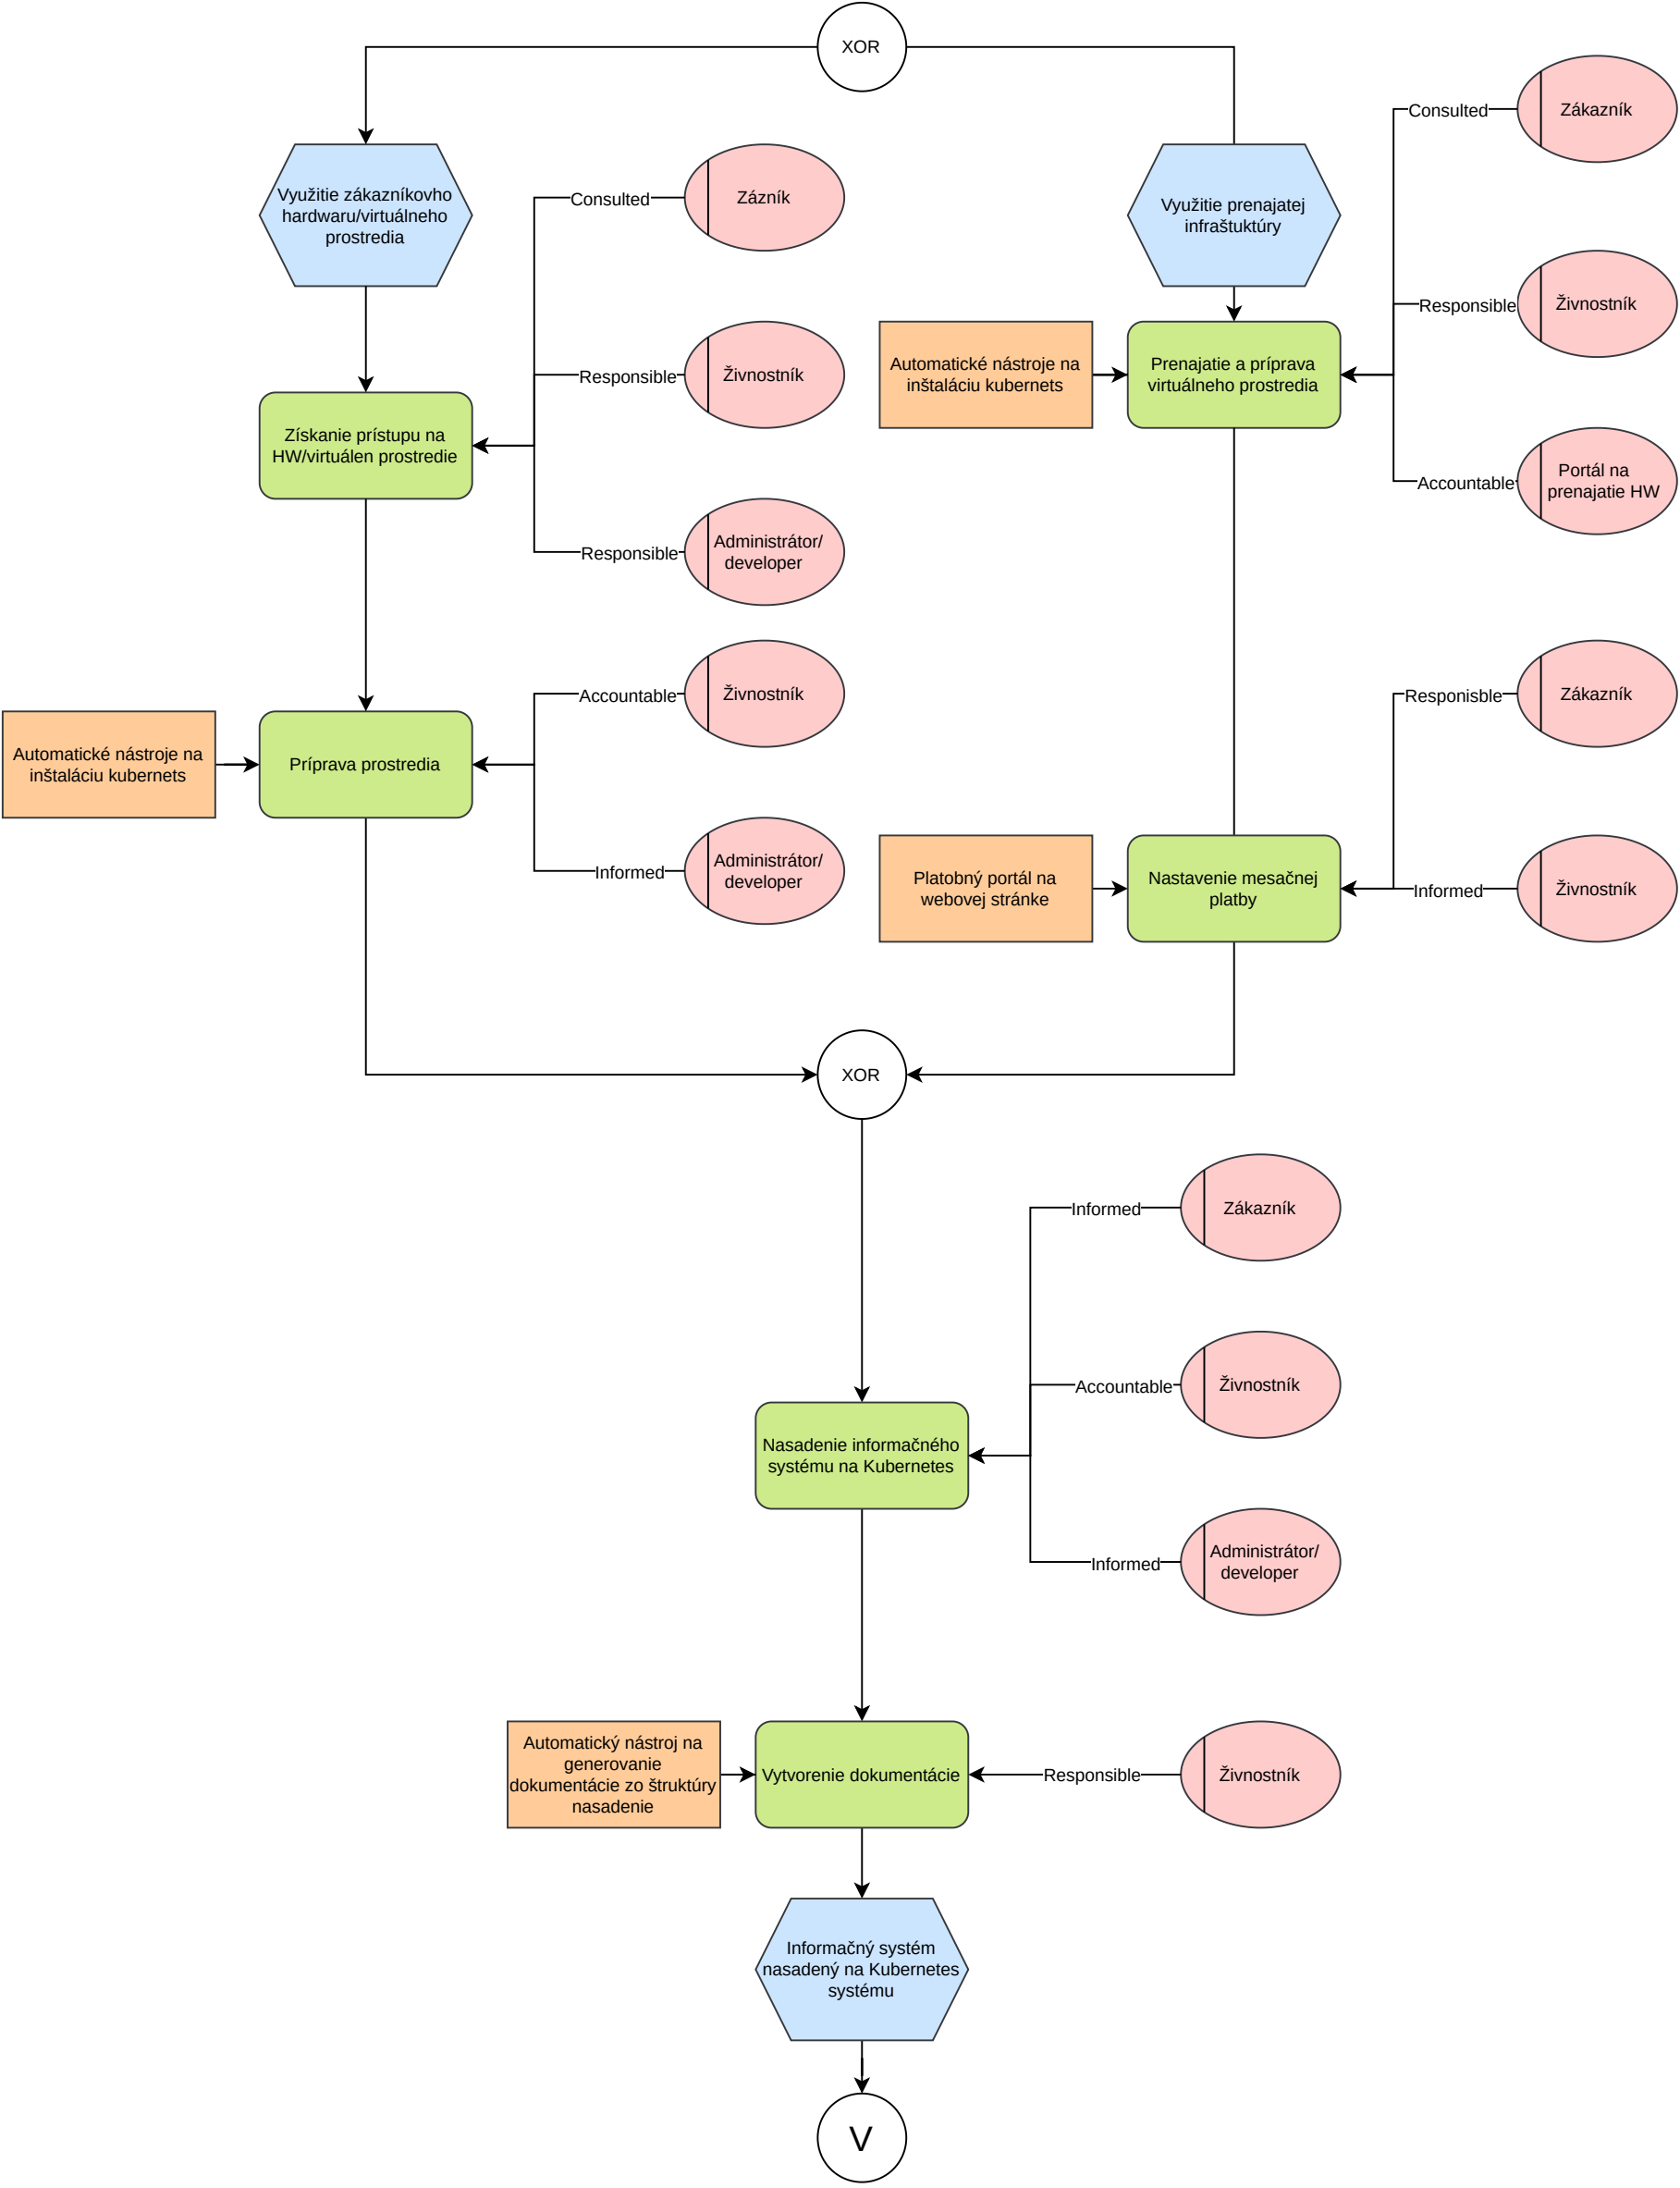 XOR
Consulted
Zákazník
Využitie zákazníkovho
hardwaru/virtuálneho
prostredia
Consulted
Zázník
Využitie prenajatej
infraštuktúry
Responsible
Živnostník
Automatické nástroje na
inštaláciu kubernets
Prenajatie a príprava
virtuálneho prostredia
Responsible
Živnostník
Získanie prístupu na
HW/virtuálen prostredie
Accountable
Portál na
prenajatie HW
Responsible
Administrátor/
developer
Accountable
Živnostník
Responisble
Zákazník
Automatické nástroje na
inštaláciu kubernets
Príprava prostredia
Informed
Administrátor/
developer
Platobný portál na
webovej stránke
Nastavenie mesačnej
platby
Informed
Živnostník
XOR
Informed
Zákazník
Accountable
Živnostník
Nasadenie informačného
systému na Kubernetes
Informed
Administrátor/
developer
Automatický nástroj na
generovanie
dokumentácie zo štruktúry
nasadenie
Vytvorenie dokumentácie
Responsible
Živnostník
Informačný systém
nasadený na Kubernetes
systému
V